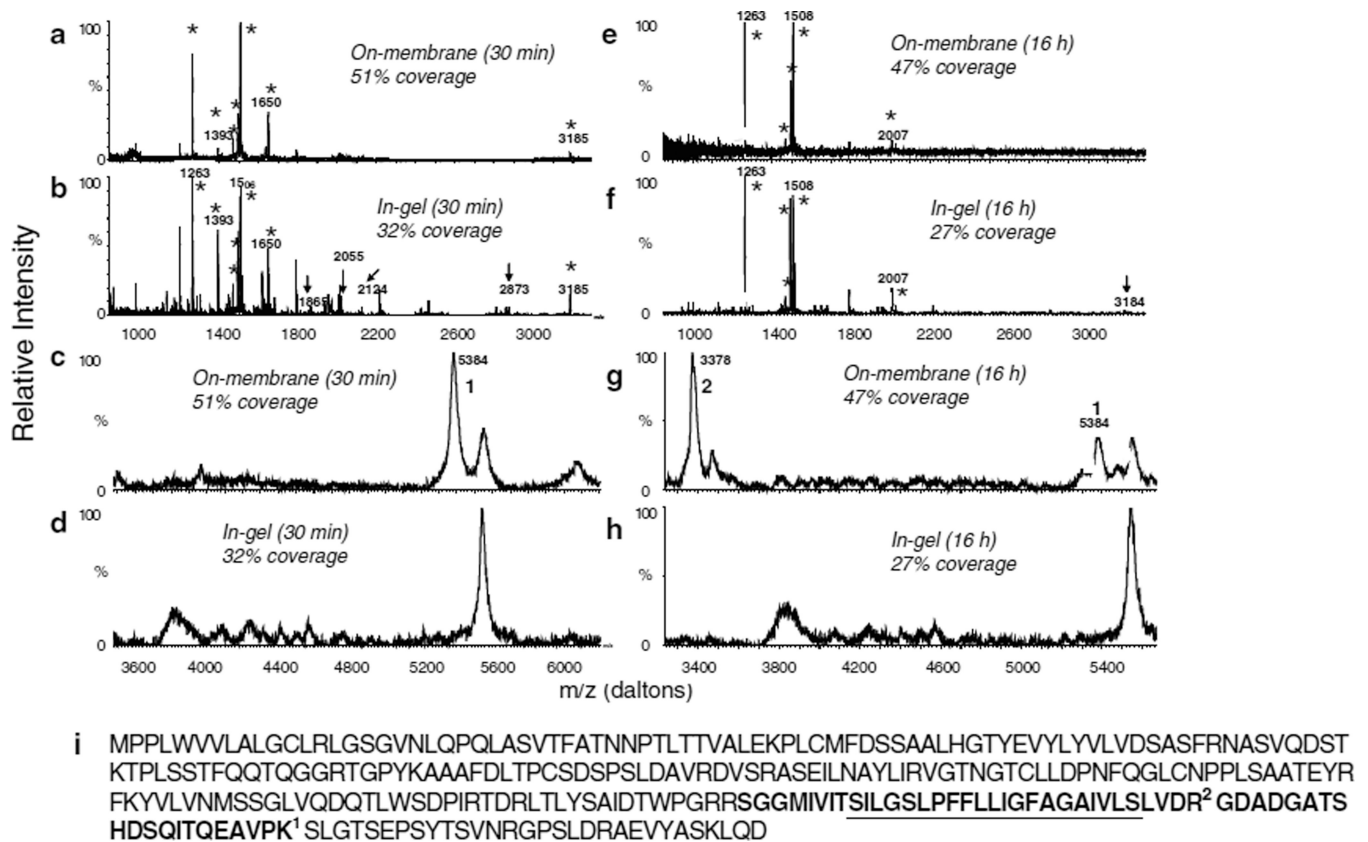 a
100
%
0
*
*
*
1393
*
*
*
1650
*
3185
On-membrane (30 min)
51% coverage
b
100
%
0
1263
*
*
1393
1506
*
*
*
1650
*
1865
2055
2124
2873
*
3185
In-gel (30 min)
32% coverage
1000 1400 1800 2200 2600 3000 m/z
c
100
%
0
On-membrane (30 min)
51% coverage
5384
1
d
100
%
0
In-gel (30 min)
32% coverage
3600 4000 4400 4800 5200 5600 6000 m/z
e
100
%
0
1263
*
1508
*
*
*
*
2007
On-membrane (16 h)
47% coverage
f
100
%
0
1263
*
1508
*
*
*
2007
*
3184
In-gel (16 h)
27% coverage
1000 1400 1800 2200 2600 3000
g
100
%
0
3378
2
On-membrane (16 h)
47% coverage
1
5384
h
100
%
0
In-gel (16 h)
27% coverage
3400 3800 4200 4600 5000 5400
Relative Intensity
m/z (daltons)
i
MPPLWVVLALGCLRLGSGVNLQPQLASVTFATNNPTLTTVALEKPLCMFDSSAALHGTYEVYLYVLVDSASFRNASVQDST
KTPLSSTFQQTQGGRTGPYKAAAFDLTPCSDSPSLDAVRDVSRASEILNAYLIRVGTNGTCLLDPNFQGLCNPPLSAATEYR
FKYVLVNMSSGLVQDQTLWSDPIRTDRLTLYSAIDTWPGRRSGGMIVITSILGSLPFFLLIGFAGAIVLSLVDR² GDADGATS
HDSQITQEAVPK¹ SLGTSEPSYTSVNRGPSLDRAEVYASKLQD